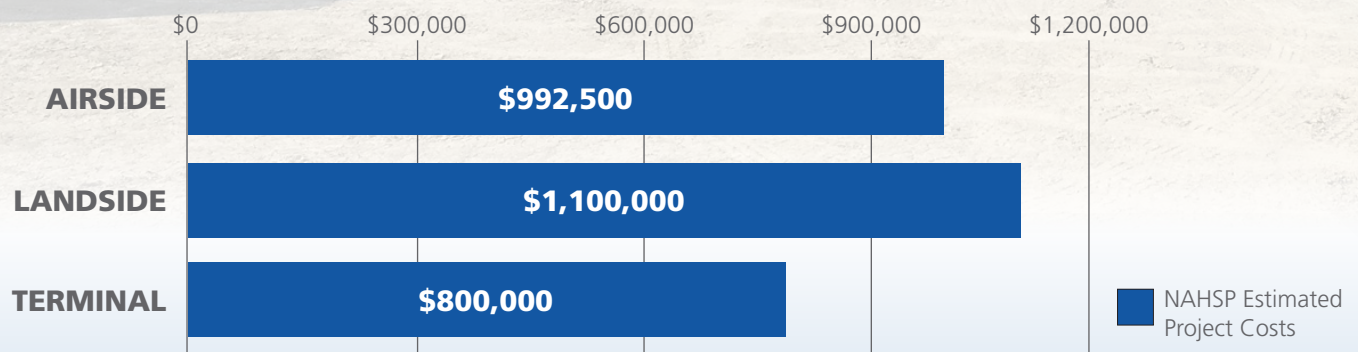 $0 $300,000 $600,000 $900,000 $1,200,000
AIRSIDE $992,500
LANDSIDE $1,100,000
TERMINAL $800,000
NAHSP Estimated
Project Costs